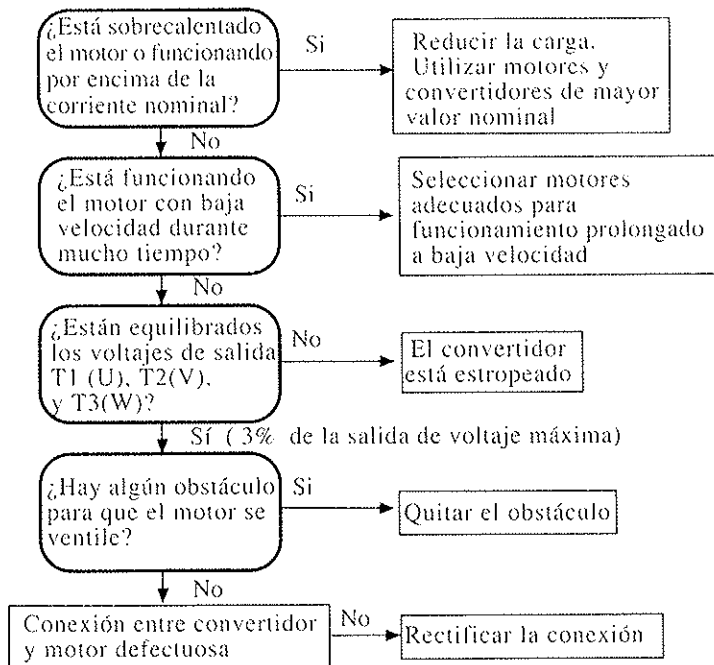 ¿Está sobrecalentado
el motor o funcionando
por encima de la
corriente nominal?
Si
Reducir la carga.
Utilizar motores y
convertidores de mayor
valor nominal
No
¿Está funcionando
el motor con baja
velocidad durante
mucho tiempo?
Si
Seleccionar motores
adecuados para
funcionamiento prolongado
a baja velocidad
No
¿Están equilibrados
los voltajes de salida
T1 (U), T2(V),
y T3(W)?
No
El convertidor
está estropeado
Sí ( 3% de la salida de voltaje máxima)
¿Hay algún obstáculo
para que el motor se
ventile?
Si
Quitar el obstáculo
No
Conexión entre convertidor
y motor defectuosa
No
Rectificar la conexión